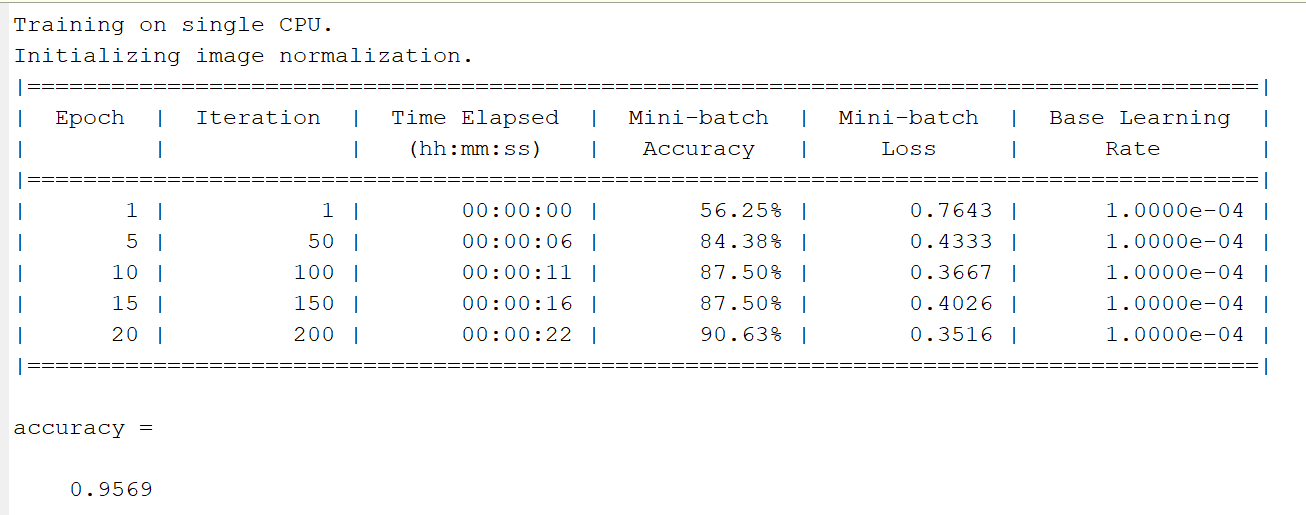 Training on single CPU.
Initializing image normalization.
|========================================================================================|
|  Epoch  |  Iteration  |  Time Elapsed  |  Mini-batch  |  Mini-batch  |  Base Learning  |
|         |             |   (hh:mm:ss)   |   Accuracy   |     Loss     |      Rate       |
|========================================================================================|
|       1 |           1 |       00:00:00 |       56.25% |       0.7643 |      1.0000e-04 |
|       5 |          50 |       00:00:06 |       84.38% |       0.4333 |      1.0000e-04 |
|      10 |         100 |       00:00:11 |       87.50% |       0.3667 |      1.0000e-04 |
|      15 |         150 |       00:00:16 |       87.50% |       0.4026 |      1.0000e-04 |
|      20 |         200 |       00:00:22 |       90.63% |       0.3516 |      1.0000e-04 |
|========================================================================================|
accuracy =
    0.9569